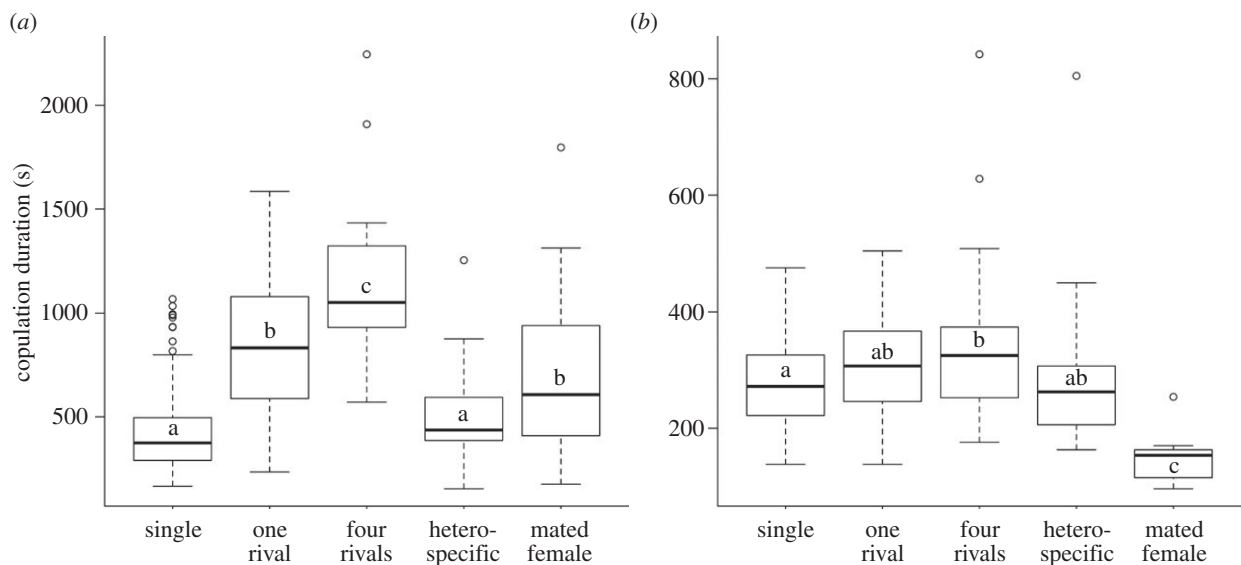 (a)
copulation duration (s)
2000
1500
1000
500
a
b
c
a
b
single
one
rival
four
rivals
hetero-
specific
mated
female
(b)
800
600
400
200
a
ab
b
ab
c
single
one
rival
four
rivals
hetero-
specific
mated
female